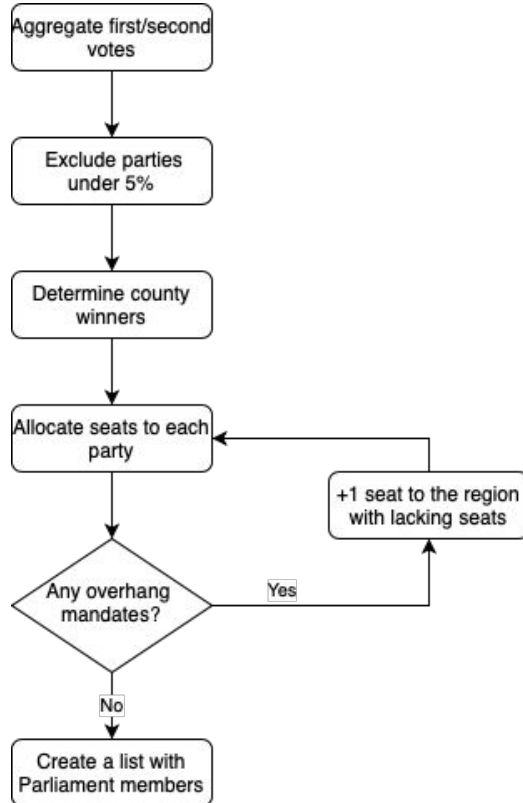 Aggregate first/second
votes
Exclude parties
under 5%
Determine county
winners
Allocate seats to each
party
+1 seat to the region
with lacking seats
Any overhang
mandates?
Yes
No
Create a list with
Parliament members